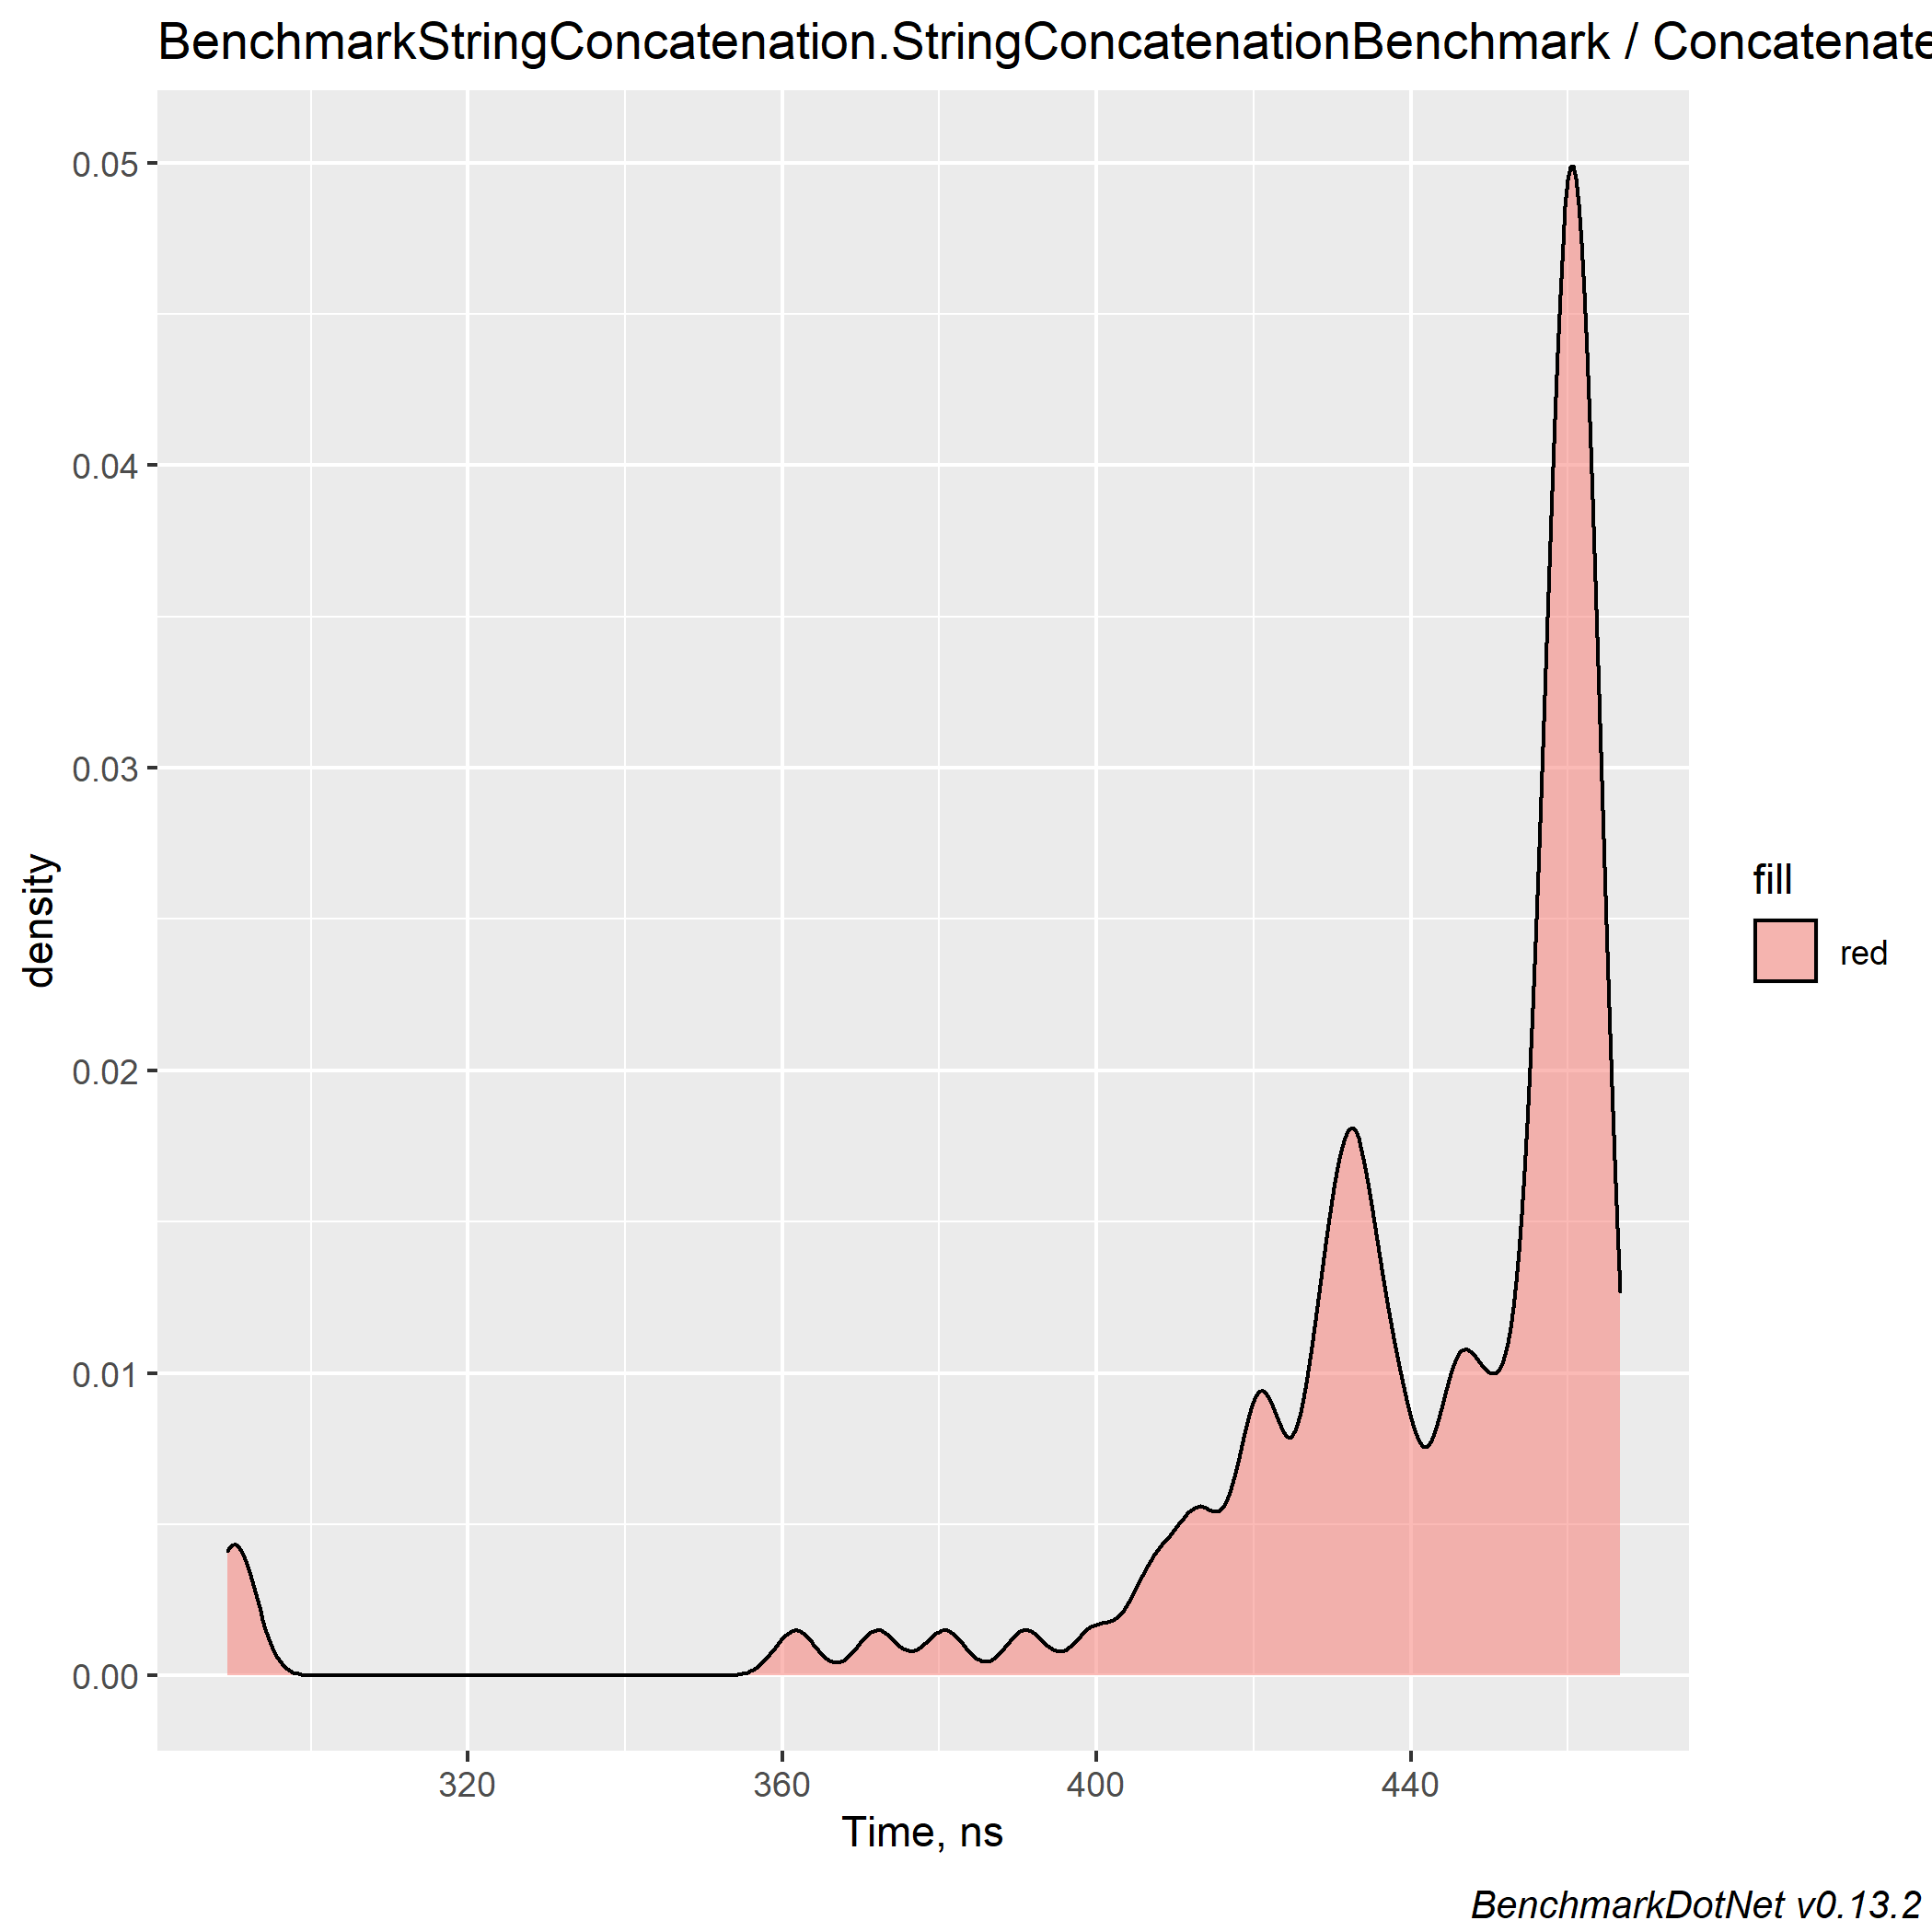 BenchmarkStringConcatenation.StringConcatenationBenchmark / Concatenate
0.05
0.04
0.03
0.02
0.01
0.00
density
320 360 400 440
Time, ns
fill
red
BenchmarkDotNet v0.13.2